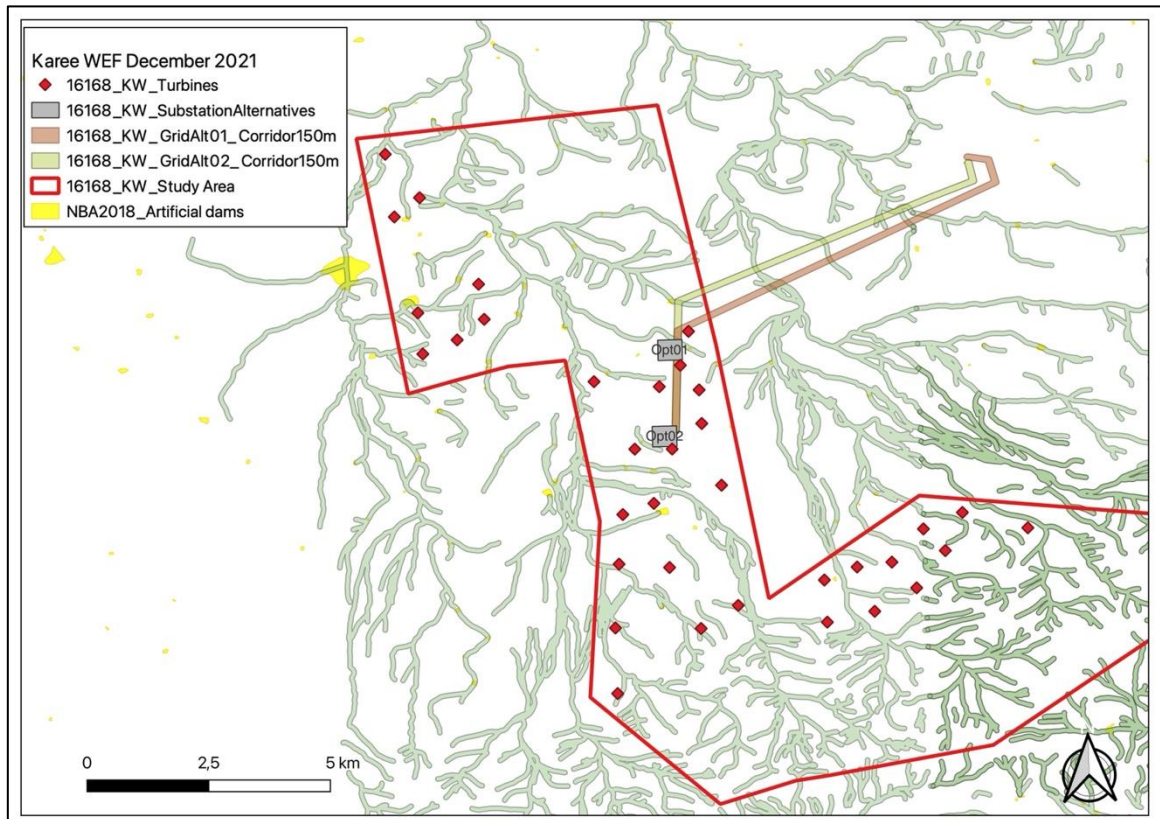 Karee WEF December 2021
16168_KW_Turbines
16168_KW_SubstationAlternatives
16168_KW_GridAlt01_Corridor150m
16168_KW_GridAlt02_Corridor150m
16168_KW_Study Area
NBA2018_Artificial dams
Opt01
Opt02
0 2,5 5 km